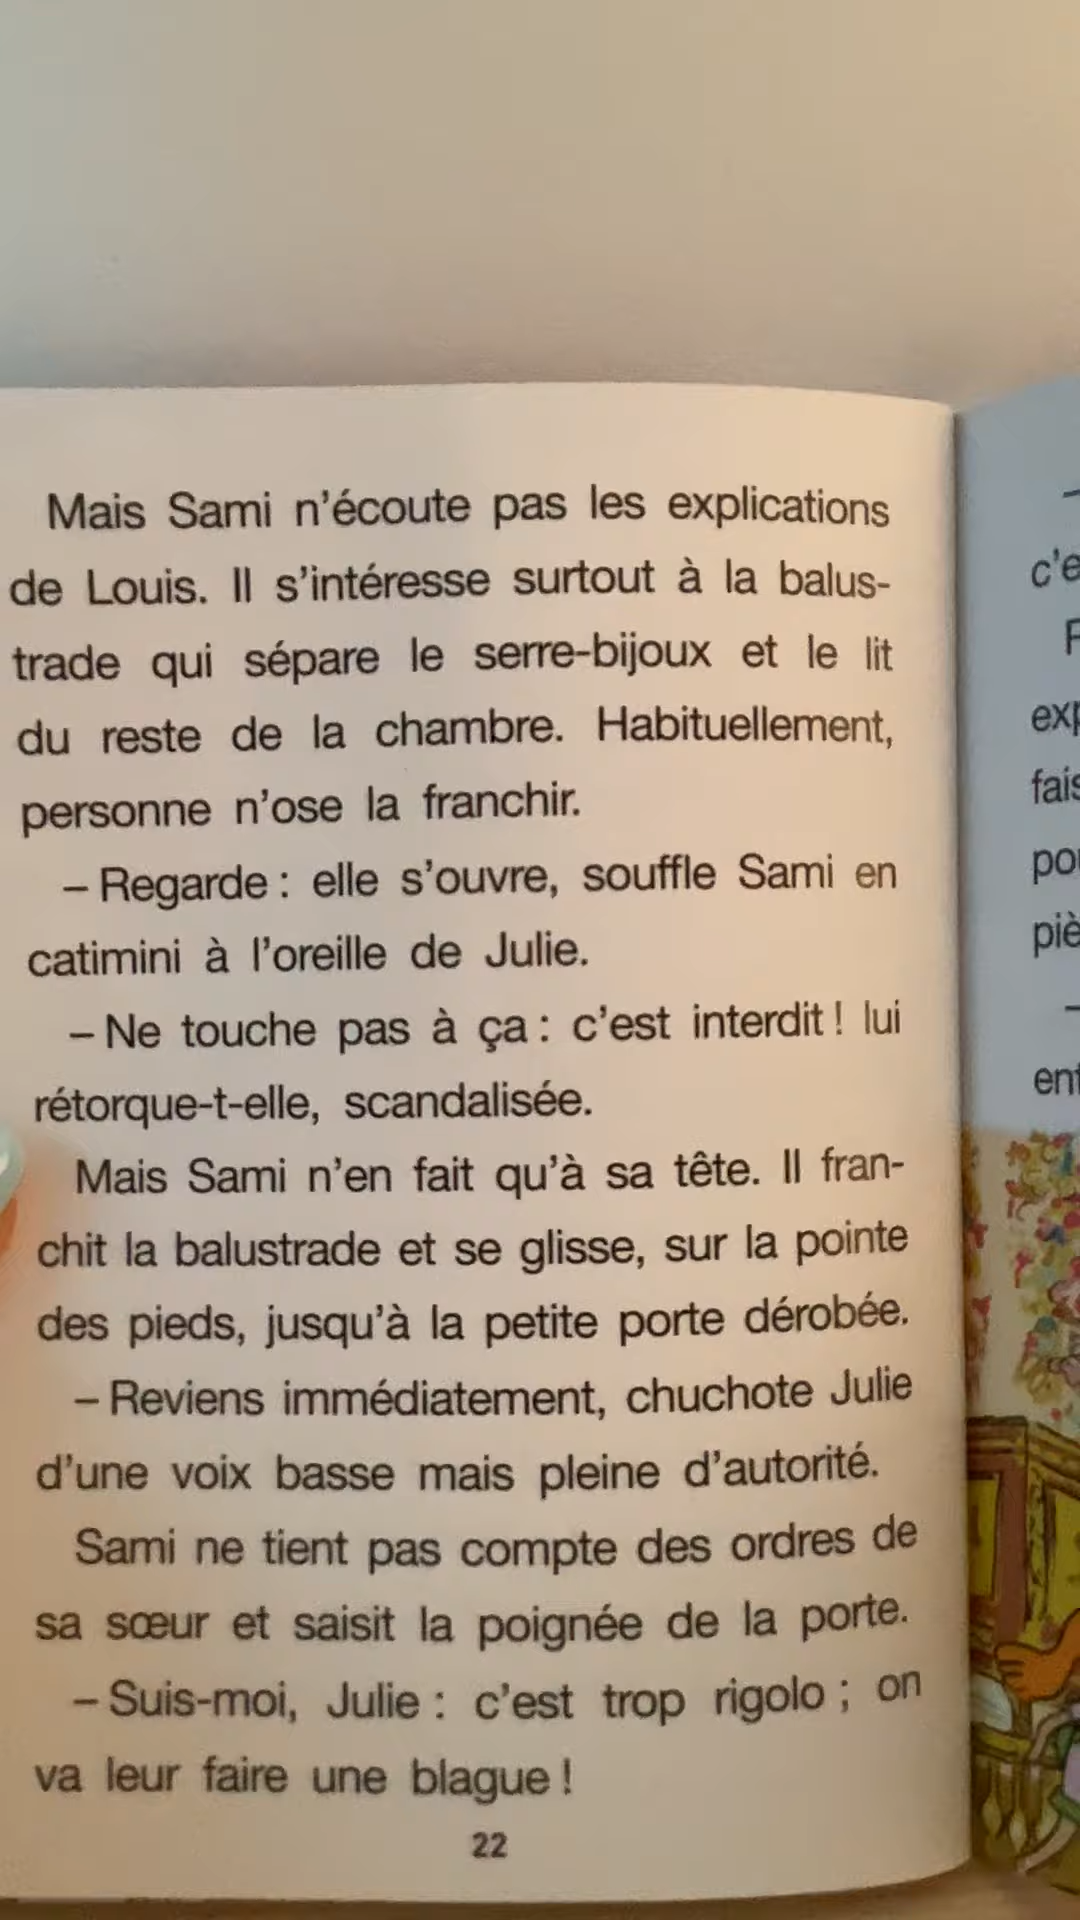 Mais Sami n'écoute pas les explications
de Louis. Il s'intéresse surtout à la balus-
trade qui sépare le serre-bijoux et le lit
du reste de la chambre. Habituellement,
personne n'ose la franchir.
– Regarde : elle s'ouvre, souffle Sami en
catimini à l'oreille de Julie.
– Ne touche pas à ça : c'est interdit ! lui
rétorque-t-elle, scandalisée.
Mais Sami n'en fait qu'à sa tête. Il fran-
chit la balustrade et se glisse, sur la pointe
des pieds, jusqu'à la petite porte dérobée.
– Reviens immédiatement, chuchote Julie
d'une voix basse mais pleine d'autorité.
Sami ne tient pas compte des ordres de
sa sœur et saisit la poignée de la porte.
– Suis-moi, Julie : c'est trop rigolo ; on
va leur faire une blague !
22